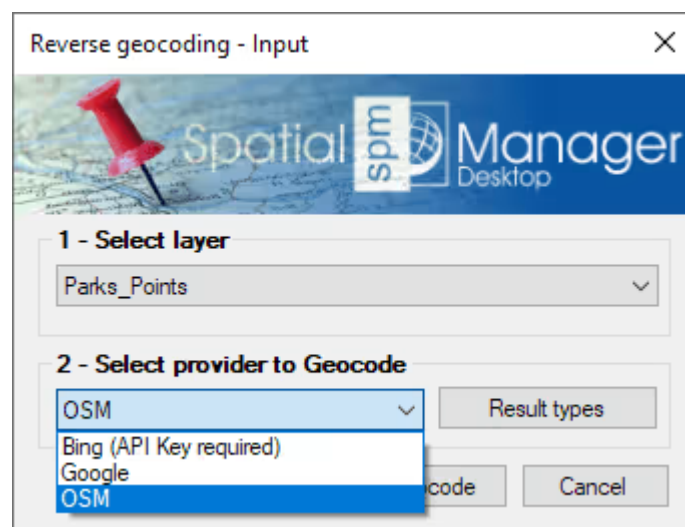 Reverse geocoding - Input
Spatial spm Manager
Desktop
1 - Select layer
Parks_Points
2 - Select provider to Geocode
OSM
Result types
Bing (API Key required)
Google
OSM
Cancel